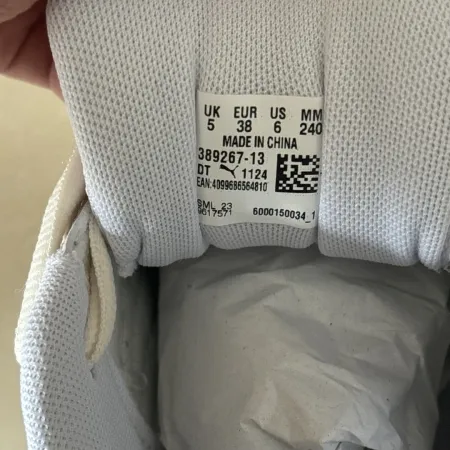 UK EUR US MM
5 38 6 240
MADE IN CHINA
389267-13
DT 1124
EAN:4099686564810
SML 23
9617571 6000150034_1